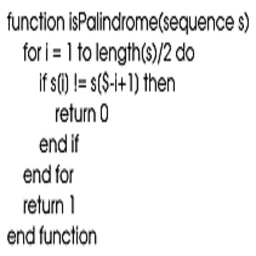 function isPalindrome(sequence s)
for i = 1 to length(s)/2 do
if s(i) != s($-i+1) then
return 0
end if
end for
return 1
end function